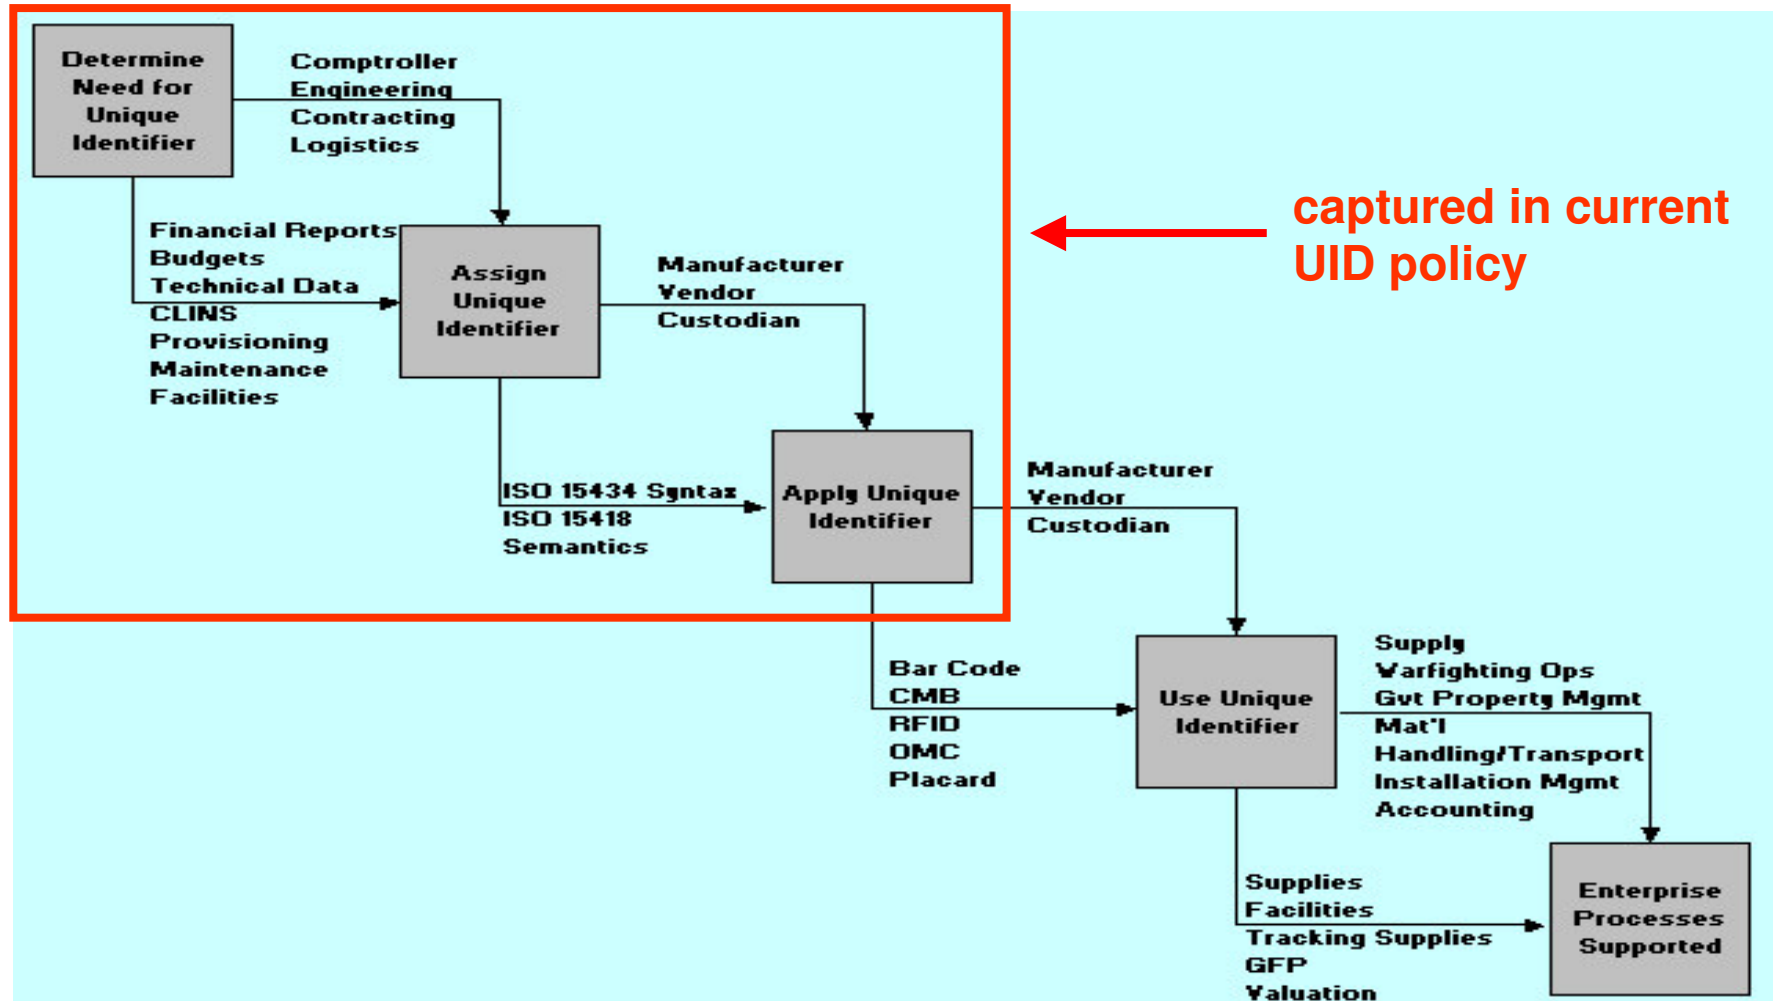 Determine
Need for
Unique
Identifier
Comptroller
Engineering
Contracting
Logistics
captured in current
UID policy
Financial Reports
Budgets
Technical Data
CLINS
Provisioning
Maintenance
Facilities
Assign
Unique
Identifier
Manufacturer
Vendor
Custodian
ISO 15434 Syntax
ISO 15418
Semantics
Apply Unique
Identifier
Manufacturer
Vendor
Custodian
Bar Code
CMB
RFID
OMC
Placard
Use Unique
Identifier
Supply
Warfighting Ops
Gvt Property Mgmt
Mat'l
Handling/Transport
Installation Mgmt
Accounting
Supplies
Facilities
Tracking Supplies
GFP
Valuation
Enterprise
Processes
Supported